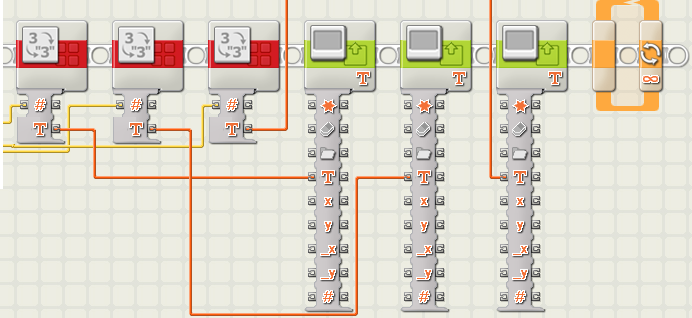 3 3 3
"3" "3" "3"
T T T
# # #
T T T
T T T
x x x
y y y
_x _x _x
_y _y _y
# # #
∞